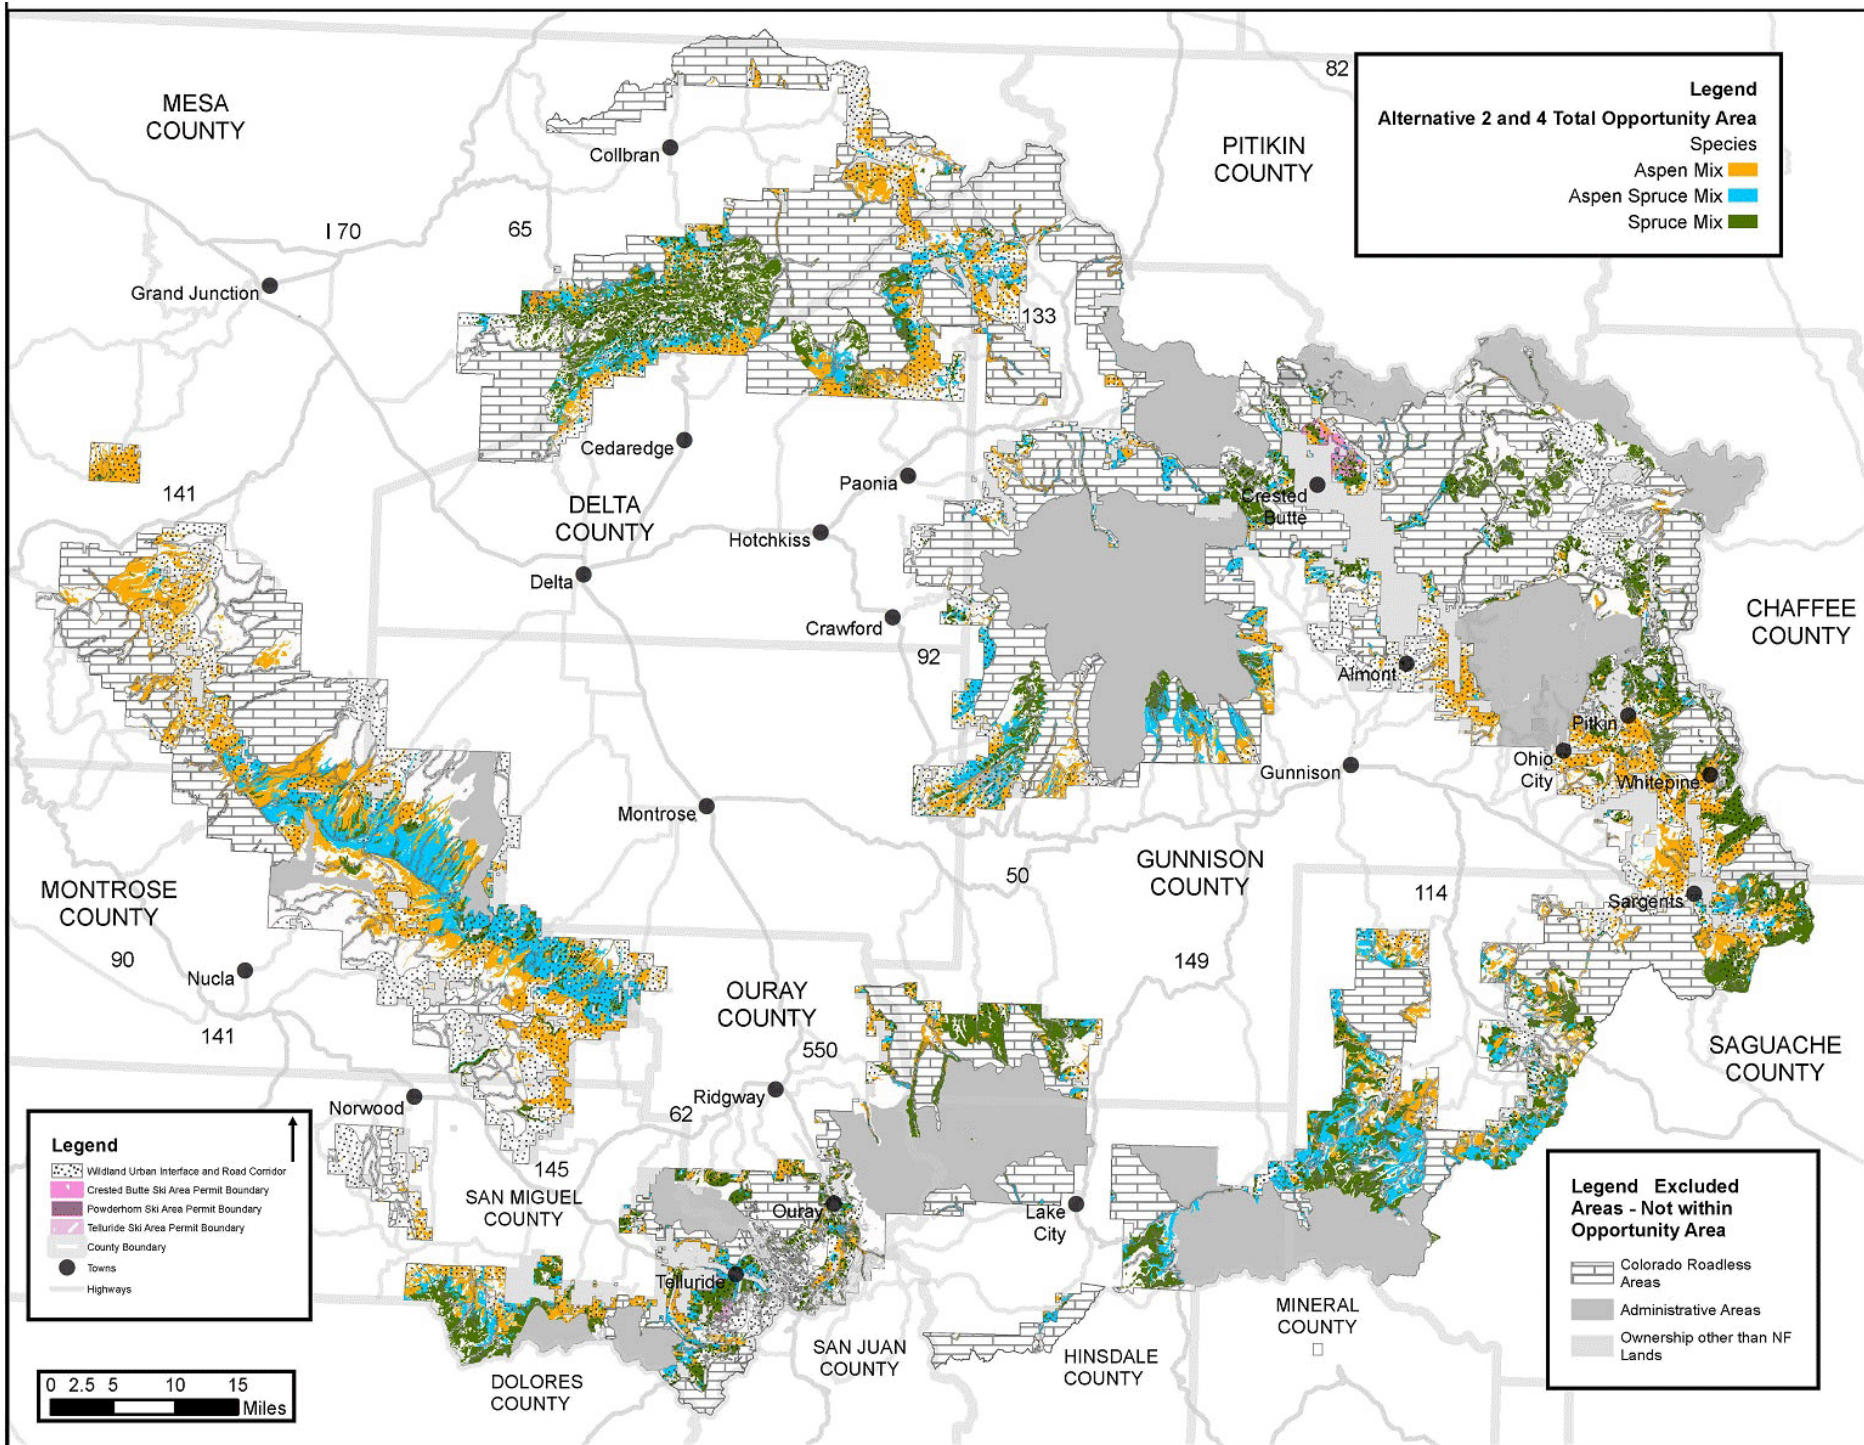 82
MESA
COUNTY
Collbran
PITIKIN
COUNTY
Legend
Alternative 2 and 4 Total Opportunity Area
Species
Aspen Mix
Aspen Spruce Mix
Spruce Mix
I 70
65
Grand Junction
133
Cedaredge
141
Paonia
DELTA
COUNTY
Crested
Butte
Hotchkiss
Delta
Crawford
92
CHAFFEE
COUNTY
Almont
Pitkin
Ohio
City
Gunnison
Whitepine
Montrose
MONTROSE
COUNTY
50
GUNNISON
COUNTY
114
Sargents
90
Nucla
149
OURAY
COUNTY
141
550
SAGUACHE
COUNTY
Norwood
Ridgway
62
145
SAN MIGUEL
COUNTY
Ouray
Lake
City
Telluride
MINERAL
COUNTY
SAN JUAN
COUNTY
HINSDALE
COUNTY
DOLORES
COUNTY
Legend
Wildland Urban Interface and Road Corridor
Crested Butte Ski Area Permit Boundary
Powderhorn Ski Area Permit Boundary
Telluride Ski Area Permit Boundary
County Boundary
Towns
Highways
0 2.5 5 10 15
Miles
Legend Excluded
Areas - Not within
Opportunity Area
Colorado Roadless
Areas
Administrative Areas
Ownership other than NF
Lands